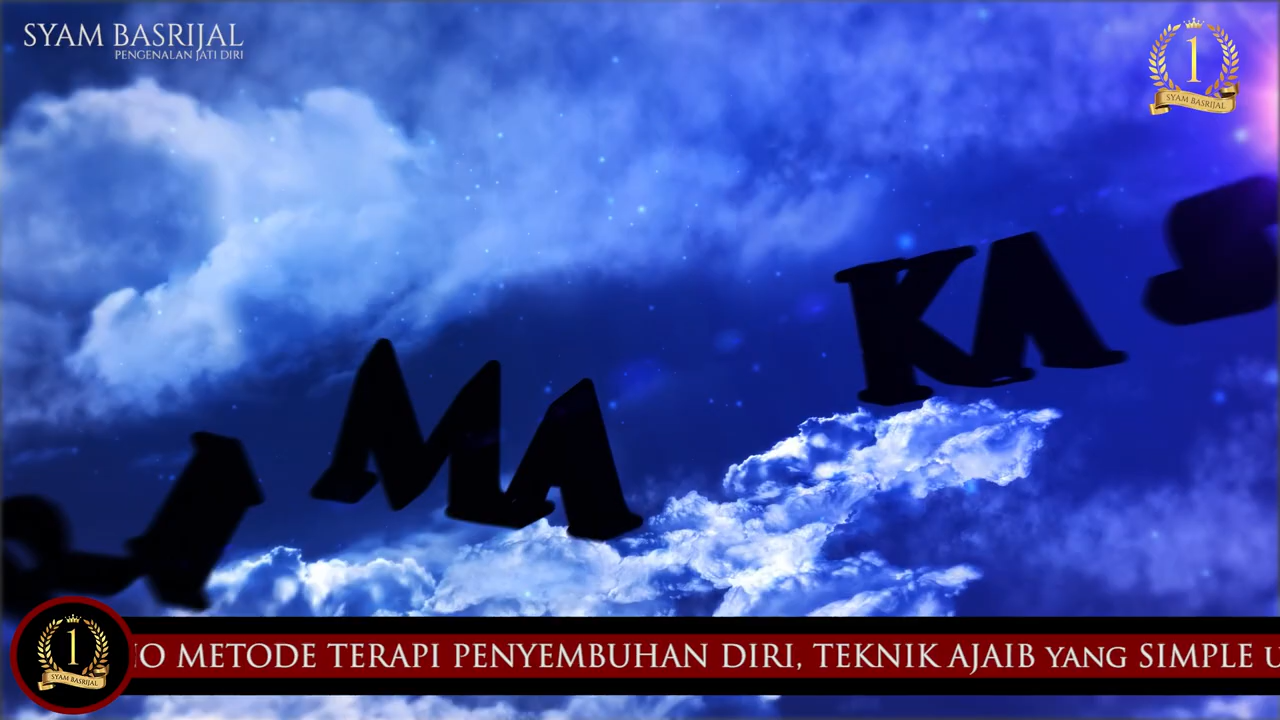 SYAM BASRIJAL
PENGENALAN JATI DIRI
1
SYAM BASRIJAL
MA KAS
1
SYAM BASRIJAL
METODE TERAPI PENYEMBUHAN DIRI, TEKNIK AJAIB YANG SIMPLE